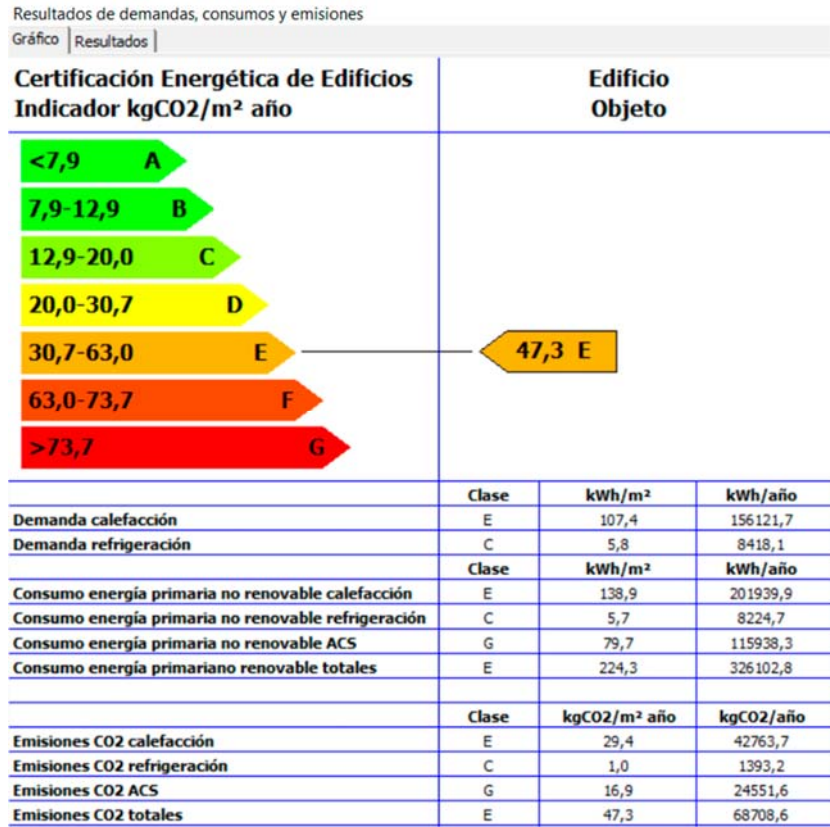 Resultados de demandas, consumos y emisiones
Gráfico Resultados
Certificación Energética de Edificios
Indicador kgCO2/m² año
Edificio
Objeto
<7,9 A
7,9-12,9 B
12,9-20,0 C
20,0-30,7 D
30,7-63,0 E 47,3 E
63,0-73,7 F
>73,7 G
Clase kWh/m² kWh/año
Demanda calefacción E 107,4 156121,7
Demanda refrigeración C 5,8 8418,1
Clase kWh/m² kWh/año
Consumo energía primaria no renovable calefacción E 138,9 201939,9
Consumo energía primaria no renovable refrigeración C 5,7 8224,7
Consumo energía primaria no renovable ACS G 79,7 115938,3
Consumo energía primariano renovable totales E 224,3 326102,8
Clase kgCO2/m² año kgCO2/año
Emisiones CO2 calefacción E 29,4 42763,7
Emisiones CO2 refrigeración C 1,0 1393,2
Emisiones CO2 ACS G 16,9 24551,6
Emisiones CO2 totales E 47,3 68708,6